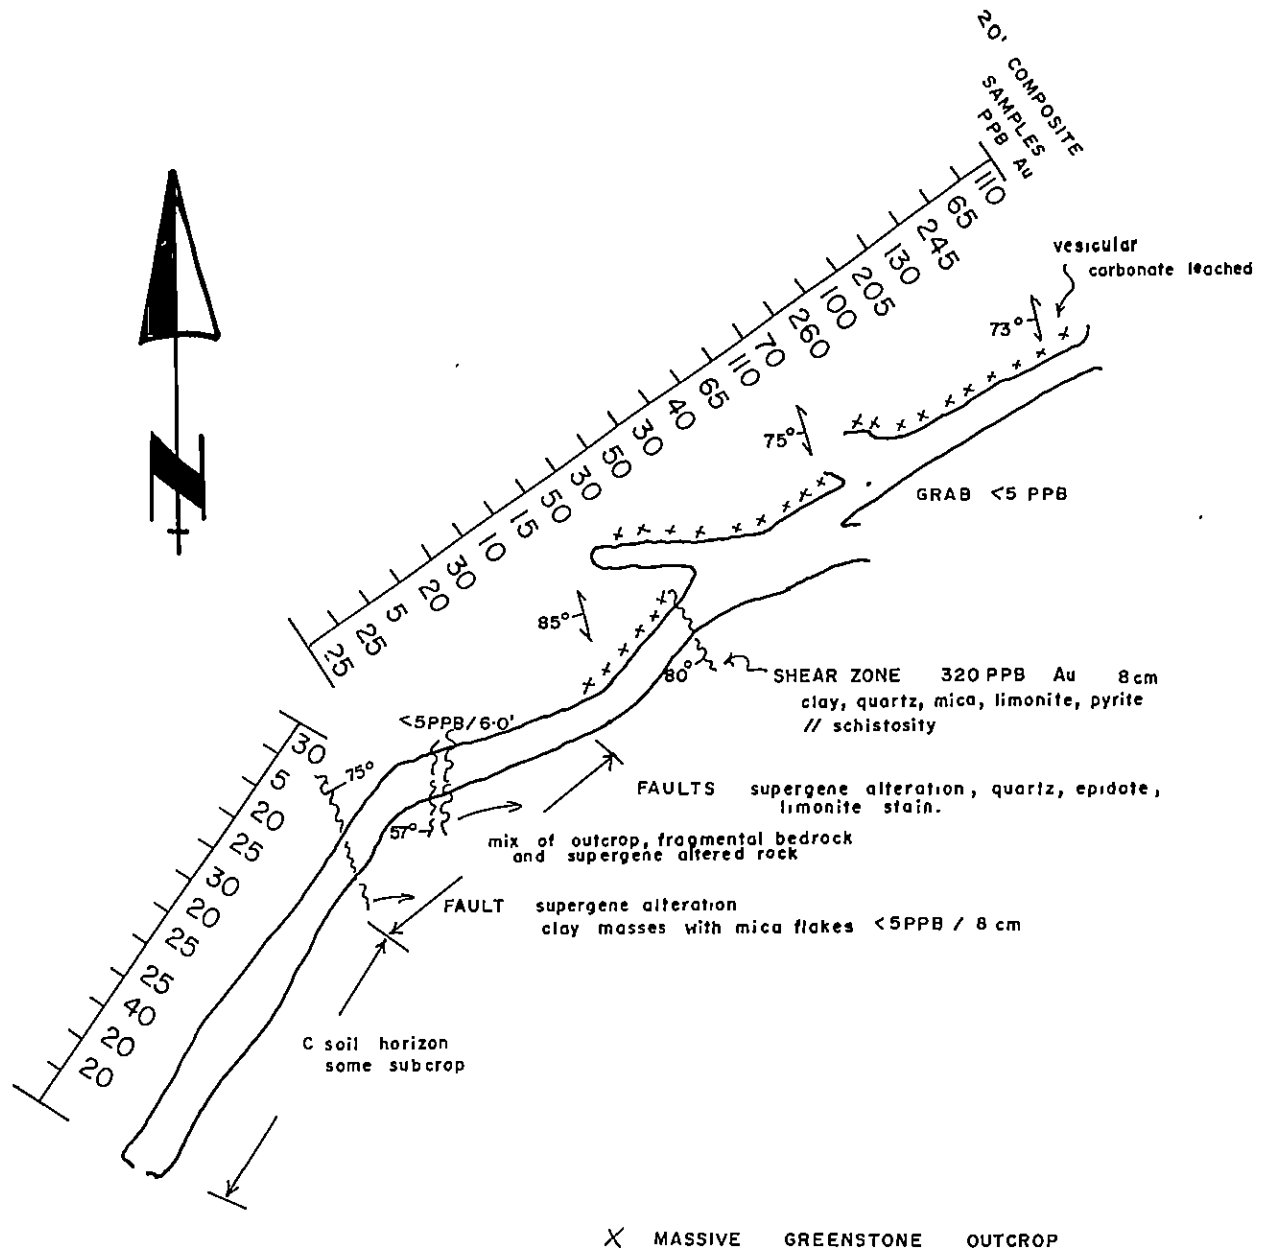 20' COMPOSITE
SAMPLES
PPB Au
110
65
245
130
205
100
260
70
110
65
40
30
50
30
50
15
10
30
20
5
25
25
vesicular
carbonate leached
73°
75°
GRAB <5 PPB
N
85°
80°
SHEAR ZONE 320 PPB Au 8cm
clay, quartz, mica, limonite, pyrite
// schistosity
<5PPB/6.0'
30
5
20
25
30
20
25
25
40
20
20
75°
57°
FAULTS supergene alteration, quartz, epidote,
limonite stain.
mix of outcrop, fragmental bedrock
and supergene altered rock
FAULT supergene alteration
clay masses with mica flakes <5PPB / 8 cm
C soil horizon
some subcrop
X MASSIVE GREENSTONE OUTCROP